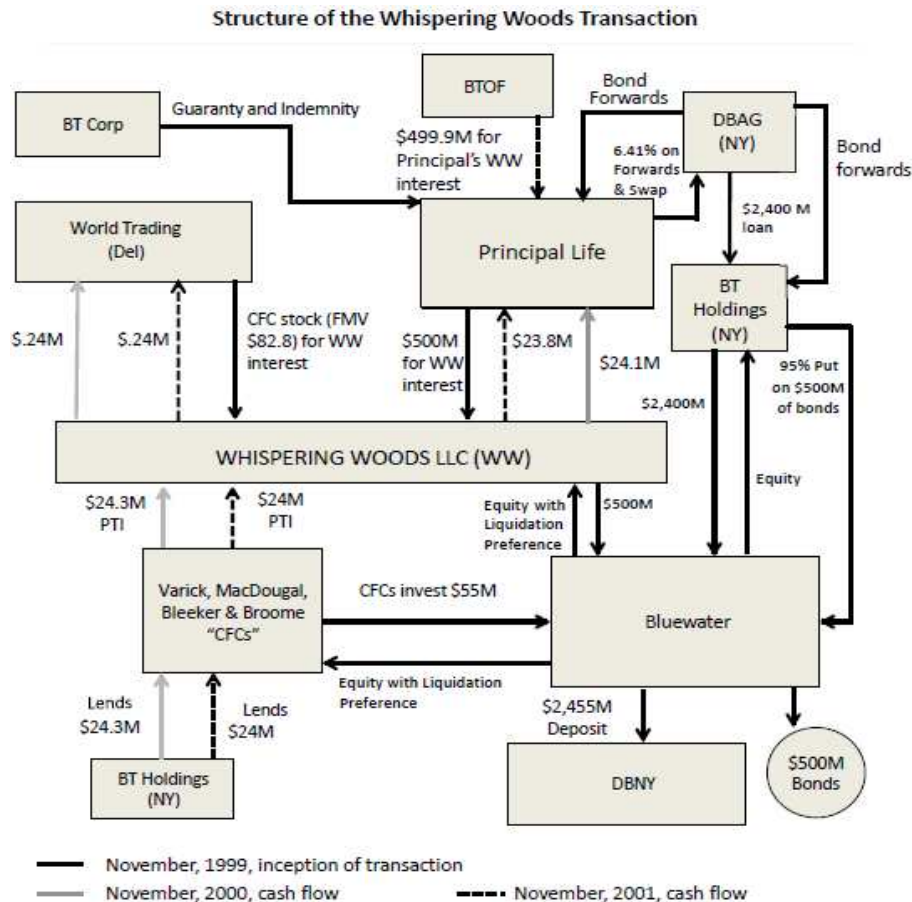 Structure of the Whispering Woods Transaction
BT Corp
Guaranty and Indemnity
BTOF
$499.9M for
Principal's WW
interest
Bond
Forwards
DBAG
(NY)
Bond
forwards
6.41% on
Forwards
& Swap
$2,400 M
loan
World Trading
(Del)
Principal Life
BT
Holdings
(NY)
$.24M
$.24M
CFC stock (FMV
$82.8) for WW
interest
$500M
for WW
interest
$23.8M
$24.1M
$2,400M
95% Put
on $500M
of bonds
WHISPERING WOODS LLC (WW)
$24.3M
PTI
$24M
PTI
Equity with
Liquidation
Preference
$500M
Equity
Varick, MacDougal,
Bleeker & Broome
"CFCs"
CFCs invest $55M
Bluewater
Equity with Liquidation
Preference
Lends
$24.3M
Lends
$24M
$2,455M
Deposit
BT Holdings
(NY)
DBNY
$500M
Bonds
November, 1999, inception of transaction
November, 2000, cash flow
November, 2001, cash flow